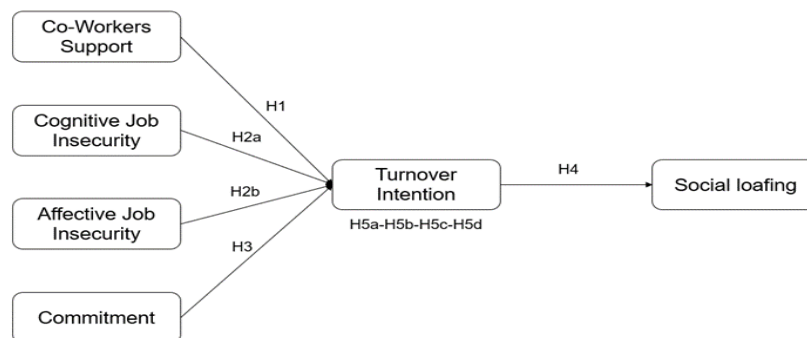 Co-Workers
Support
H1
Cognitive Job
Insecurity
H2a
Turnover
Intention
H4
Social loafing
Affective Job
Insecurity
H2b
H5a-H5b-H5c-H5d
H3
Commitment